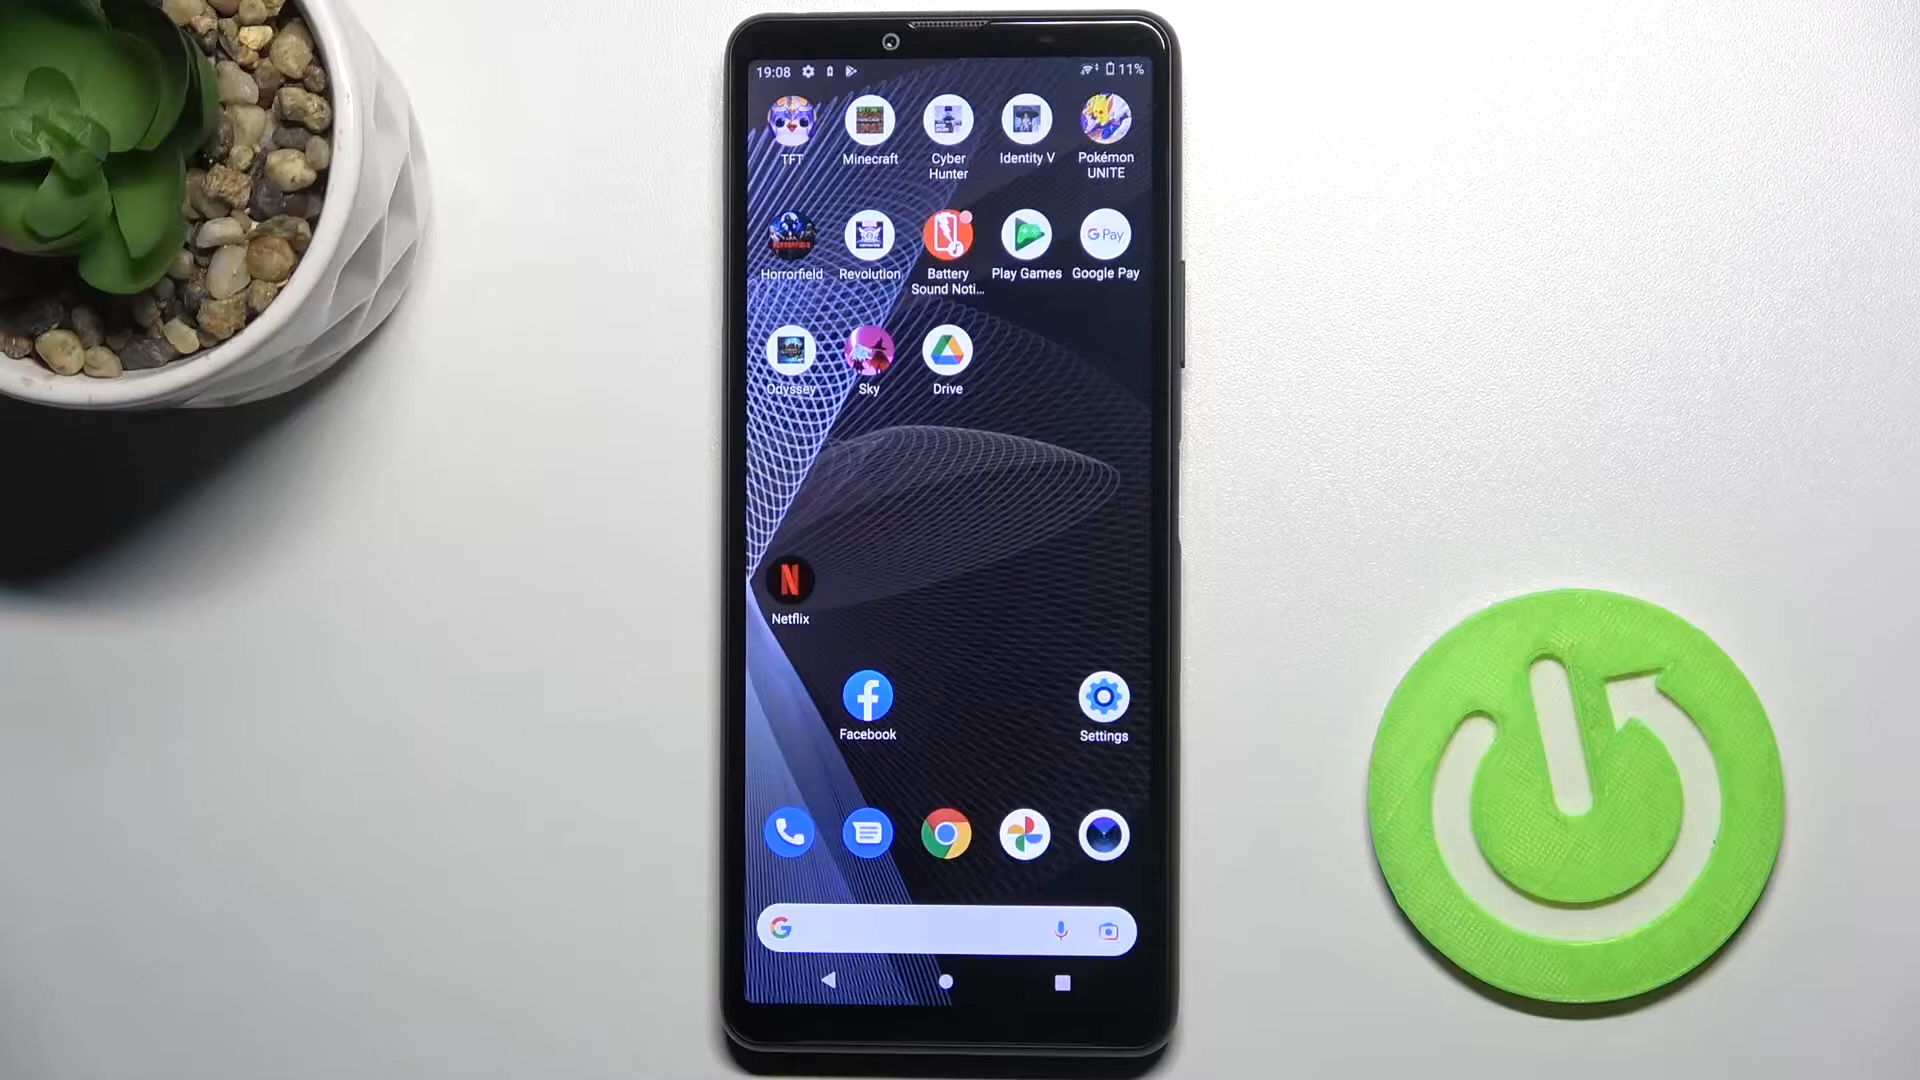 19:08 11%
TFT Minecraft Cyber Hunter Identity V Pokémon UNITE
Horrorfield Revolution Battery Sound Noti... Play Games Google Pay
G Pay
Odyssey Sky Drive
N
Netflix
f
Facebook Settings
G